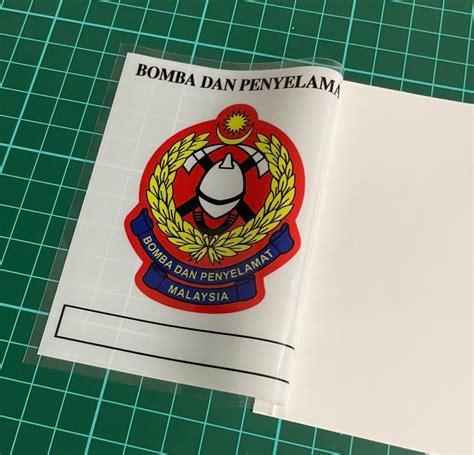 BOMBA DAN PENYELAMA
BOMBA DAN PENYELAMAT
MALAYSIA